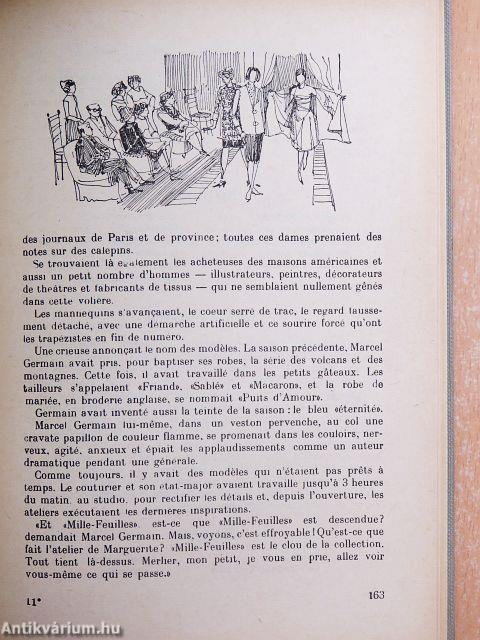 des journaux de Paris et de province; toutes ces dames prenaient des
notes sur des calepins.
Se trouvaient là également les acheteuses des maisons américaines et
aussi un petit nombre d'hommes — illustrateurs, peintres, décorateurs
de théâtres et fabricants de tissus — qui ne semblaient nullement gênés
dans cette volière.
Les mannequins s'avançaient, le coeur serré de trac, le regard fausse-
ment détaché, avec une démarche artificielle et ce sourire forcé qu'ont
les trapézistes en fin de numéro.
Une crieuse annonçait le nom des modèles. La saison précédente, Marcel
Germain avait pris, pour baptiser ses robes, la série des volcans et des
montagnes. Cette fois, il avait travaillé dans les petits gâteaux. Les
tailleurs s'appelaient «Friand», «Sablé» et «Macaron», et la robe de
mariée, en broderie anglaise, se nommait «Puits d'Amour».
Germain avait inventé aussi la teinte de la saison: le bleu «éternité».
Marcel Germain lui-même, dans un veston pervenche, au col une
cravate papillon de couleur flamme, se promenait dans les couloirs, ner-
veux, agité, anxieux et épiait les applaudissements comme un auteur
dramatique pendant une générale.
Comme toujours, il y avait des modèles qui n'étaient pas prêts à
temps. Le couturier et son état-major avaient travaillé jusqu'à 3 heures
du matin, au studio, pour rectifier les détails et, depuis l'ouverture, les
ateliers exécutaient les dernières inspirations.
«Et «Mille-Feuilles», est-ce que «Mille-Feuilles» est descendue?
demandait Marcel Germain. Mais, voyons, c'est effroyable! Qu'est-ce que
fait l'atelier de Marguerite? «Mille-Feuilles» est le clou de la collection.
Tout tient là-dessus. Merlier, mon petit, je vous en prie, allez voir
vous-même ce qui se passe.»
11*
163
Antikvárium.hu